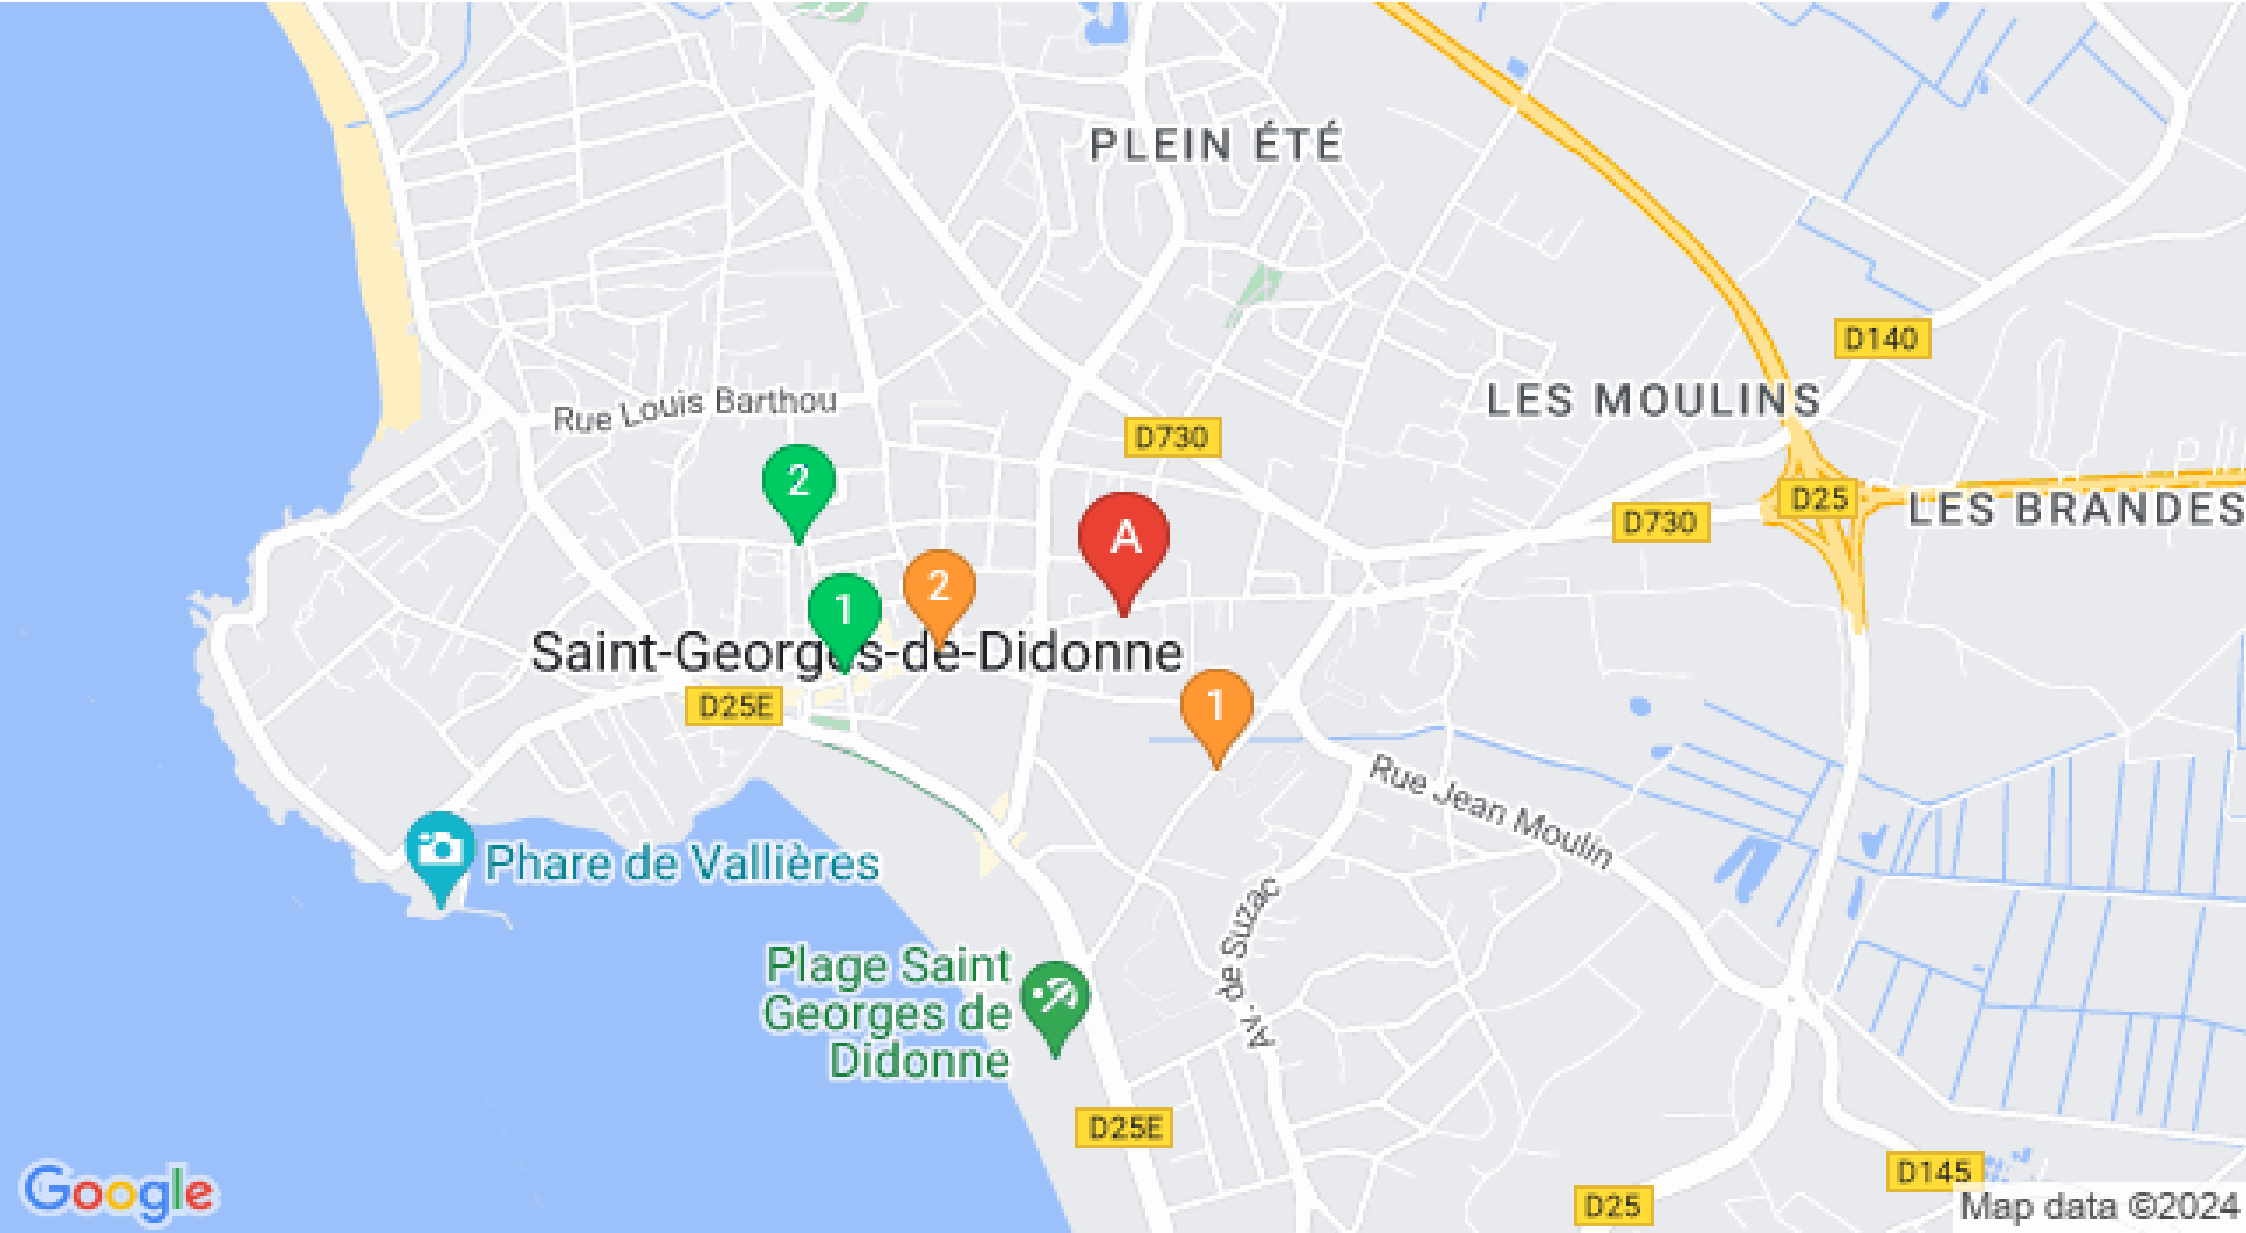 PLEIN ÉTÉ
D140
LES MOULINS
Rue Louis Barthou
D730
2
D25
LES BRANDES
D730
A
2
1
Saint-Georges-de-Didonne
D25E
1
Rue Jean Moulin
Phare de Vallières
Av. de Suzac
Plage Saint
Georges de
Didonne
D25E
D145
Google
D25
Map data ©2024